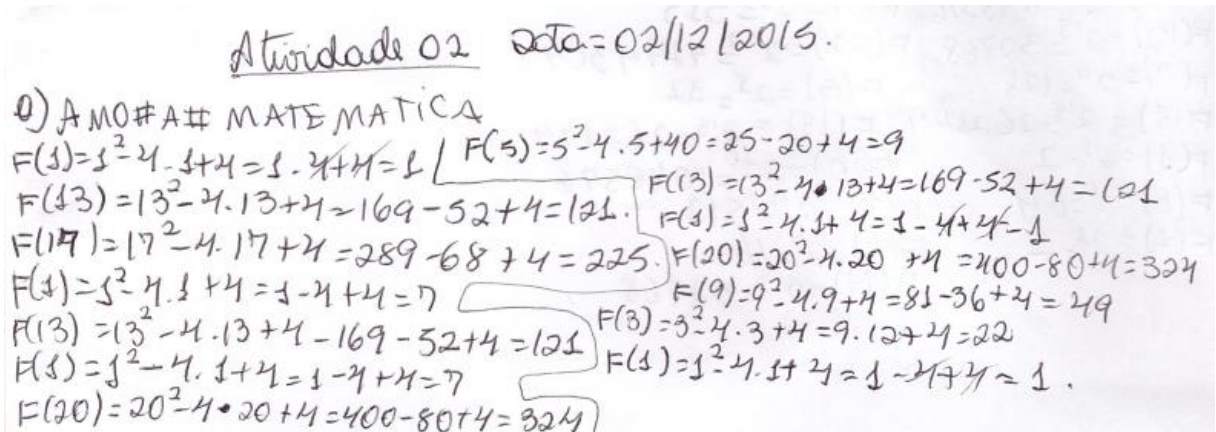 Atividade 02 Data = 02/12/2015.
a) AMO#A# MATEMATICA
F(1)=1²-4.1+4=1-4+4=1
F(13)=13²-4.13+4=169-52+4=121.
F(17)=17²-4.17+4=289-68+4=225.
F(1)=1²-4.1+4=1-4+4=7
F(13)=13²-4.13+4-169-52+4=121
F(1)=1²-4.1+4=1-4+4=7
F(20)=20²-4•20+4=400-80+4=324
F(5)=5²-4.5+40=25-20+4=9
F(13)=13²-4•13+4=169-52+4=121
F(1)=1²-4.1+4=1-4+4-1
F(20)=20²-4.20+4=400-80+4=324
F(9)=9²-4.9+4=81-36+4=49
F(3)=3²-4.3+4=9.12+4=22
F(1)=1²-4.1+4=1-4+4=1.